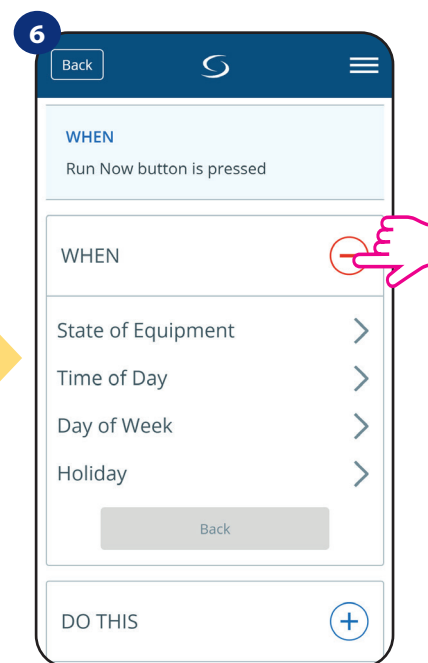 6
Back
WHEN
Run Now button is pressed
WHEN
State of Equipment
Time of Day
Day of Week
Holiday
Back
DO THIS